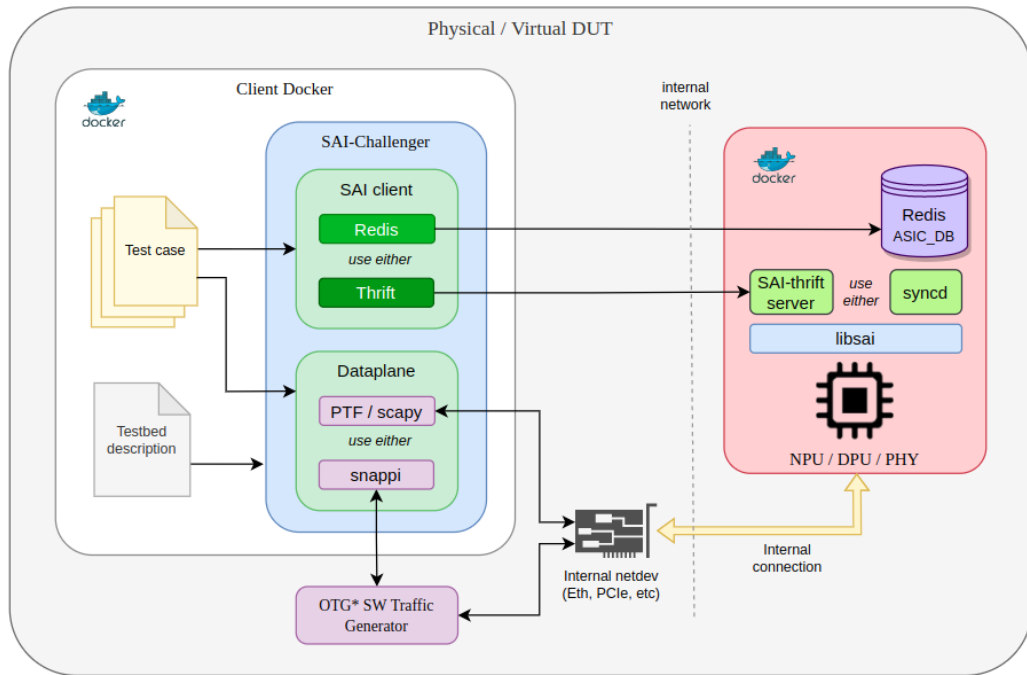 Physical / Virtual DUT
Client Docker
docker
SAI-Challenger
SAI client
Redis
use either
Thrift
Test case
Dataplane
PTF / scapy
use either
snappi
Testbed
description
OTG* SW Traffic
Generator
internal
network
docker
Redis
ASIC_DB
SAI-thrift
server
use
either
syncd
libsai
NPU / DPU / PHY
Internal netdev
(Eth, PCIe, etc)
Internal
connection